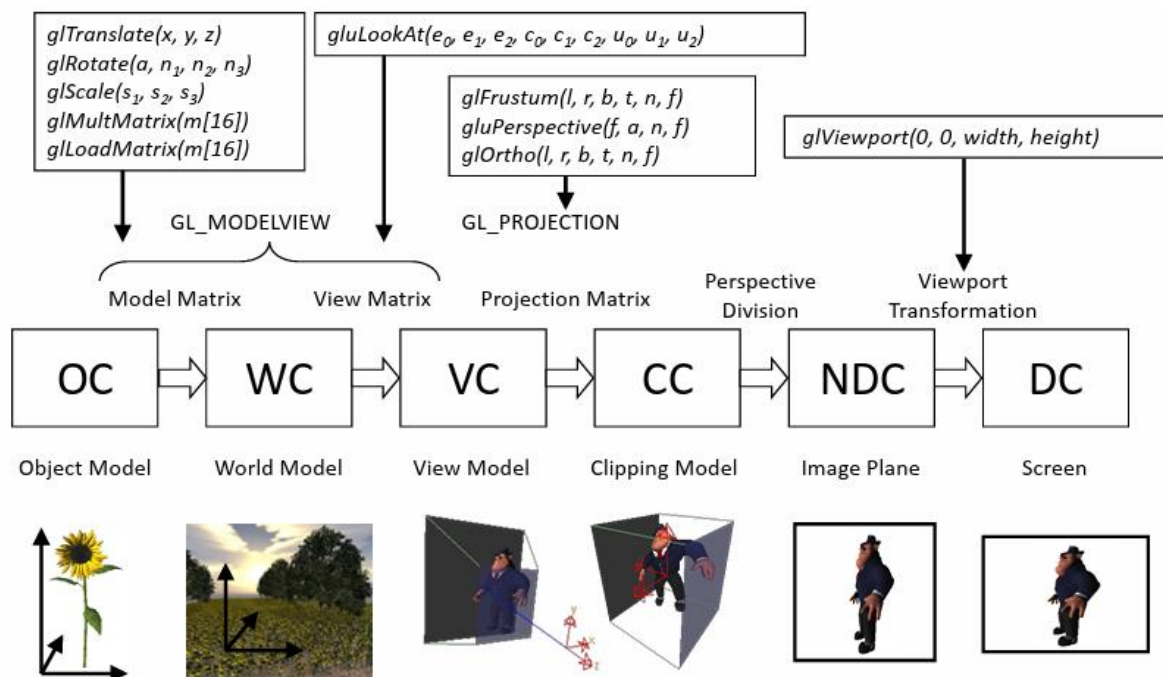 glTranslate(x, y, z)
glRotate(a, n₁, n₂, n₃)
glScale(s₁, s₂, s₃)
glMultMatrix(m[16])
glLoadMatrix(m[16])
gluLookAt(e₀, e₁, e₂, c₀, c₁, c₂, u₀, u₁, u₂)
glFrustum(l, r, b, t, n, f)
gluPerspective(f, a, n, f)
glOrtho(l, r, b, t, n, f)
glViewport(0, 0, width, height)
GL_MODELVIEW
GL_PROJECTION
Model Matrix
View Matrix
Projection Matrix
Perspective
Division
Viewport
Transformation
OC
WC
VC
CC
NDC
DC
Object Model
World Model
View Model
Clipping Model
Image Plane
Screen
y
x
z